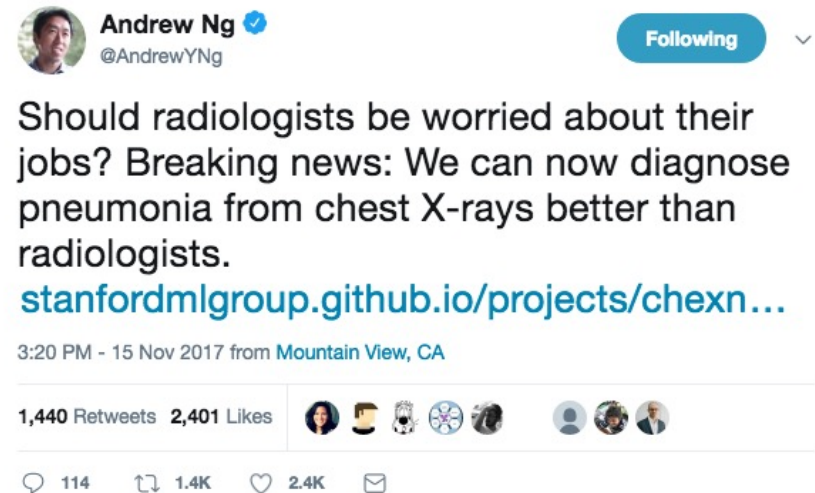 Andrew Ng
@AndrewYNg
Following
Should radiologists be worried about their
jobs? Breaking news: We can now diagnose
pneumonia from chest X-rays better than
radiologists.
stanfordmlgroup.github.io/projects/chexn...
3:20 PM - 15 Nov 2017 from Mountain View, CA
1,440 Retweets 2,401 Likes
114 1.4K 2.4K